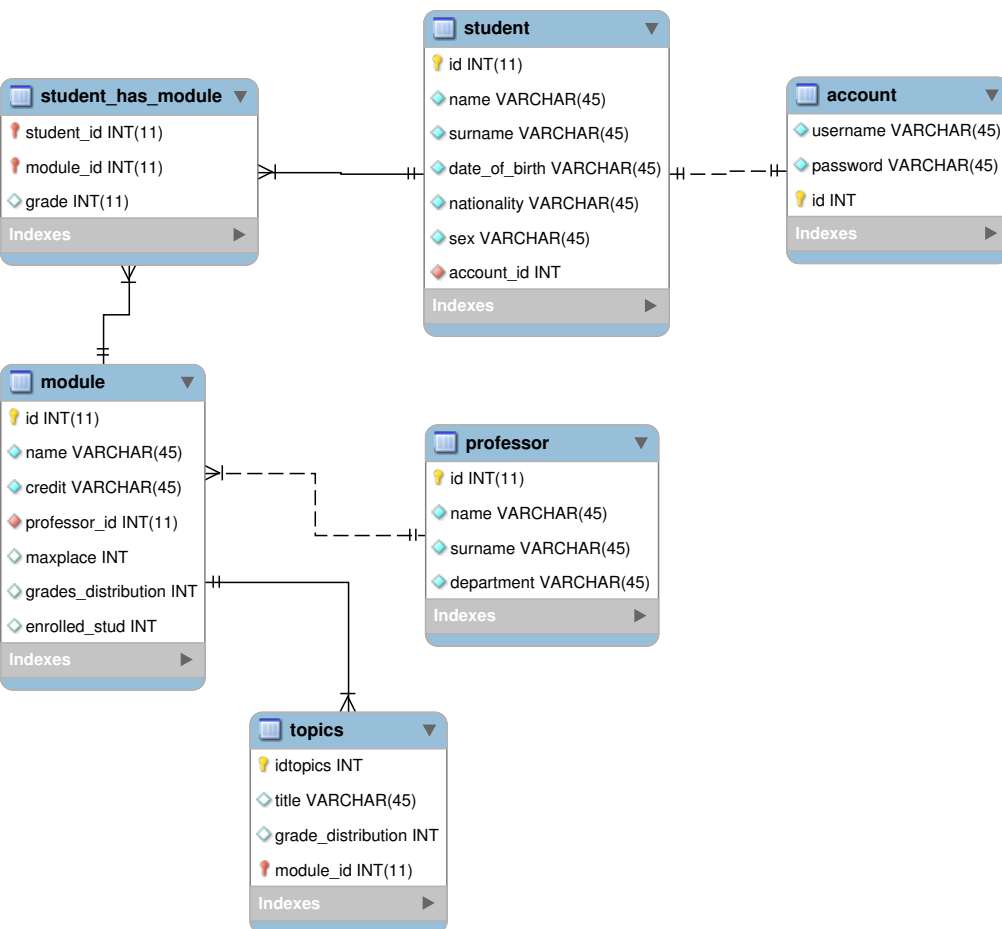 student
id INT(11)
name VARCHAR(45)
surname VARCHAR(45)
date_of_birth VARCHAR(45)
nationality VARCHAR(45)
sex VARCHAR(45)
account_id INT
Indexes
student_has_module
student_id INT(11)
module_id INT(11)
grade INT(11)
Indexes
account
username VARCHAR(45)
password VARCHAR(45)
id INT
Indexes
module
id INT(11)
name VARCHAR(45)
credit VARCHAR(45)
professor_id INT(11)
maxplace INT
grades_distribution INT
enrolled_stud INT
Indexes
professor
id INT(11)
name VARCHAR(45)
surname VARCHAR(45)
department VARCHAR(45)
Indexes
topics
idtopics INT
title VARCHAR(45)
grade_distribution INT
module_id INT(11)
Indexes